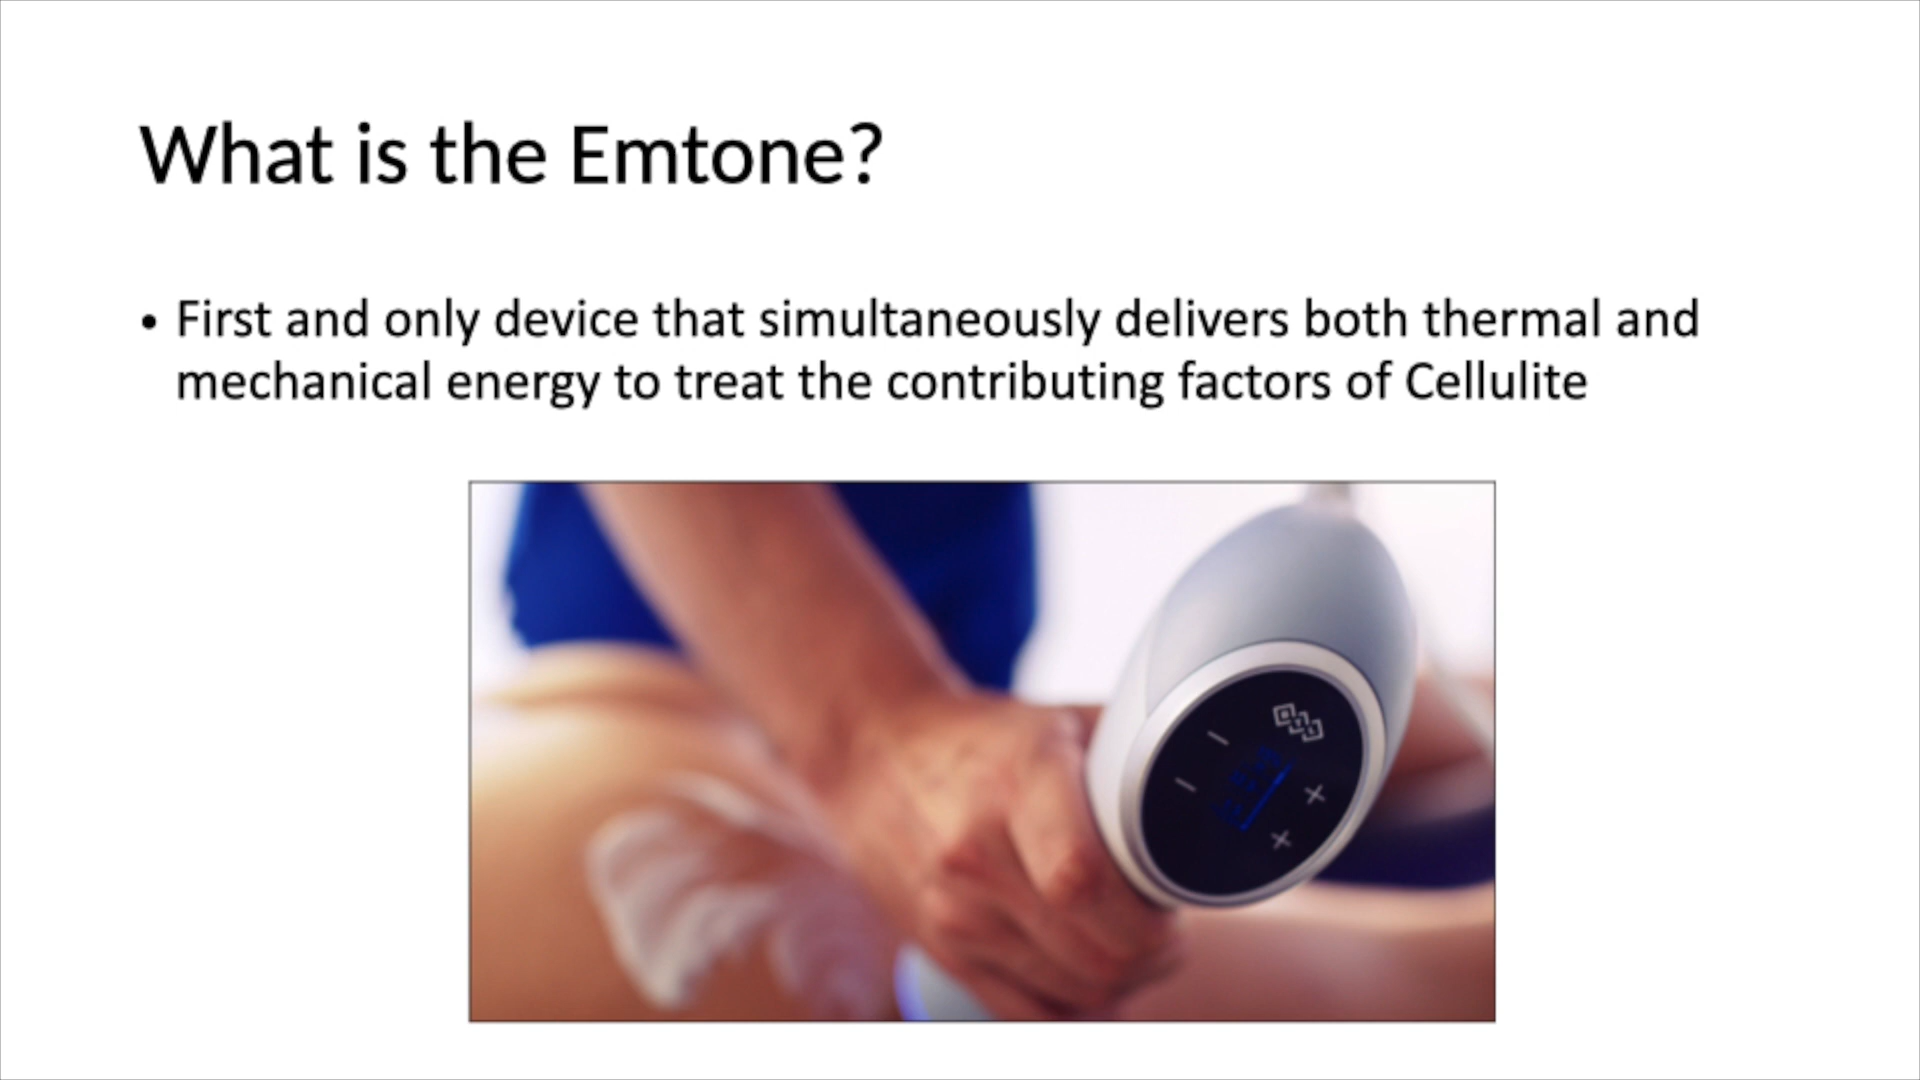 What is the Emtone?
• First and only device that simultaneously delivers both thermal and
mechanical energy to treat the contributing factors of Cellulite